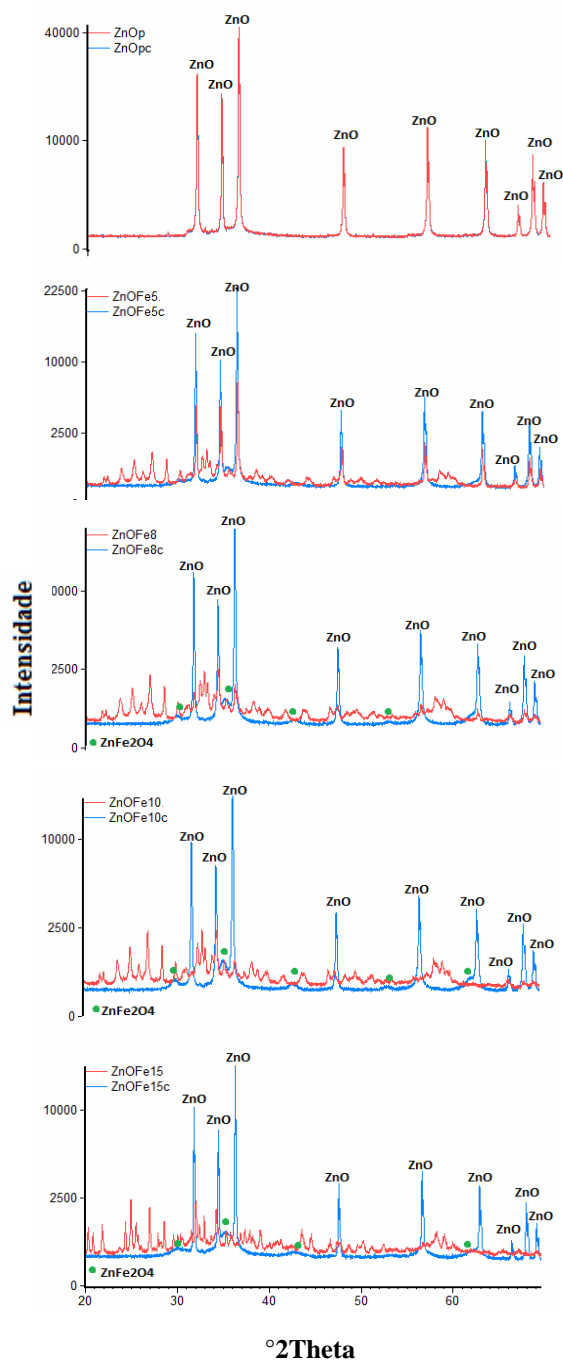 40000
ZnOp
ZnOpc
ZnO
ZnO
ZnO
10000
ZnO
ZnO
ZnO
ZnO
ZnO
ZnO
0
22500
ZnOFe5
ZnOFe5c
ZnO
ZnO
ZnO
10000
ZnO
ZnO
ZnO
ZnO
ZnO
ZnO
2500
ZnOFe8
ZnOFe8c
ZnO
ZnO
ZnO
0000
ZnO
ZnO
ZnO
ZnO
ZnO
ZnO
2500
0
ZnFe2O4
Intensidade
ZnOFe10.
ZnOFe10c
ZnO
ZnO
ZnO
10000
ZnO
ZnO
ZnO
ZnO
ZnO
ZnO
2500
0
ZnFe2O4
ZnOFe15
ZnOFe15c
ZnO
ZnO
ZnO
10000
ZnO
ZnO
ZnO
ZnO
ZnO
ZnO
2500
0
ZnFe2O4
20 30 40 53 60
°2Theta